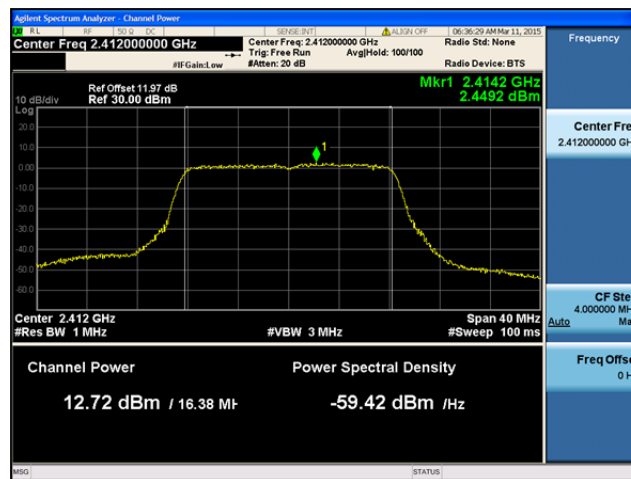 Agilent Spectrum Analyzer - Channel Power
RL RF 50 Ω DC SENSE:INT ALIGN OFF 06:36:29 AM Mar 11, 2015
Center Freq 2.412000000 GHz
Center Freq: 2.412000000 GHz
Radio Std: None
Trig: Free Run Avg|Hold: 100/100
#IFGain:Low #Atten: 20 dB
Radio Device: BTS
Ref Offset 11.97 dB
Mkr1 2.4142 GHz
10 dB/div Ref 30.00 dBm
2.4492 dBm
Log
20.0
10.0
0.00
-10.0
-20.0
-30.0
-40.0
-50.0
-60.0
1
Center 2.412 GHz
Span 40 MHz
#Res BW 1 MHz
#VBW 3 MHz
#Sweep 100 ms
Channel Power
Power Spectral Density
12.72 dBm / 16.38 MH
-59.42 dBm /Hz
MSG
STATUS
Frequency
Center Fre
2.412000000 GH
CF Ste
4.000000 MH
Auto Ma
Freq Offse
0 H